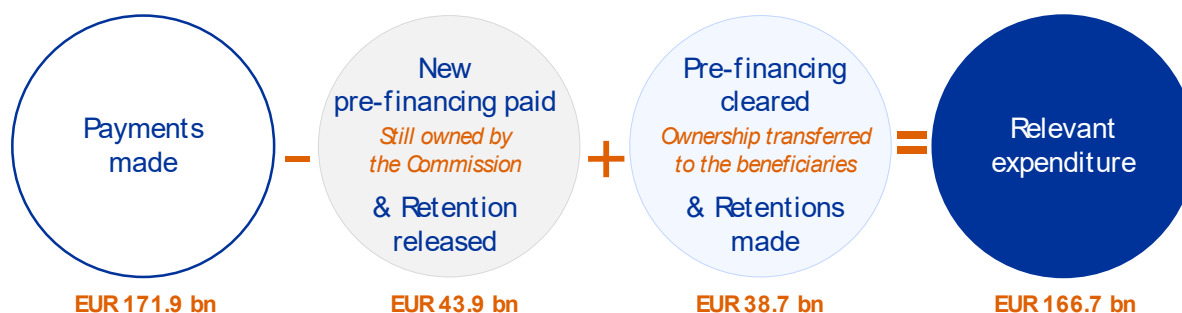 Payments
made
–
New
pre-financing paid
Still owned by
the Commission
& Retention
released
+
Pre-financing
cleared
Ownership transferred
to the beneficiaries
& Retentions
made
=
Relevant
expenditure
EUR 171.9 bn
EUR 43.9 bn
EUR 38.7 bn
EUR 166.7 bn